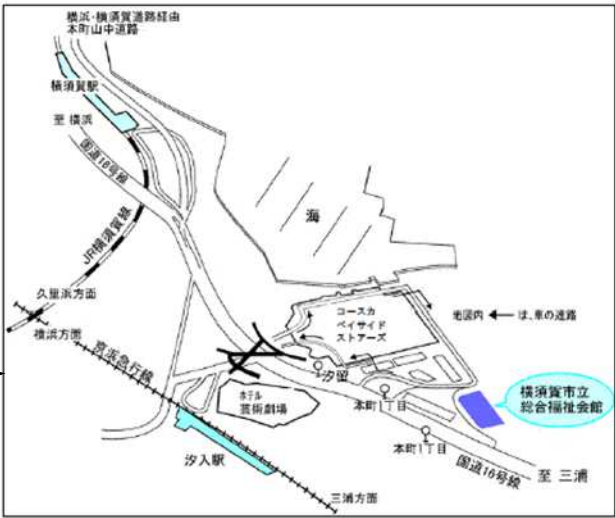 横浜・横須賀道路経由
本町山中道路
横須賀駅
至 横浜
国道16号線
JR横須賀線
海
久里浜方面
横浜方面
京浜急行線
コースカ
ベイサイド
ストアーズ
地図内 ← は、車の進路
汐留
ホテル
芸術劇場
本町1丁目
横須賀市立
総合福祉会館
汐入駅
本町1丁目
国道16号線
至 三浦
三浦方面